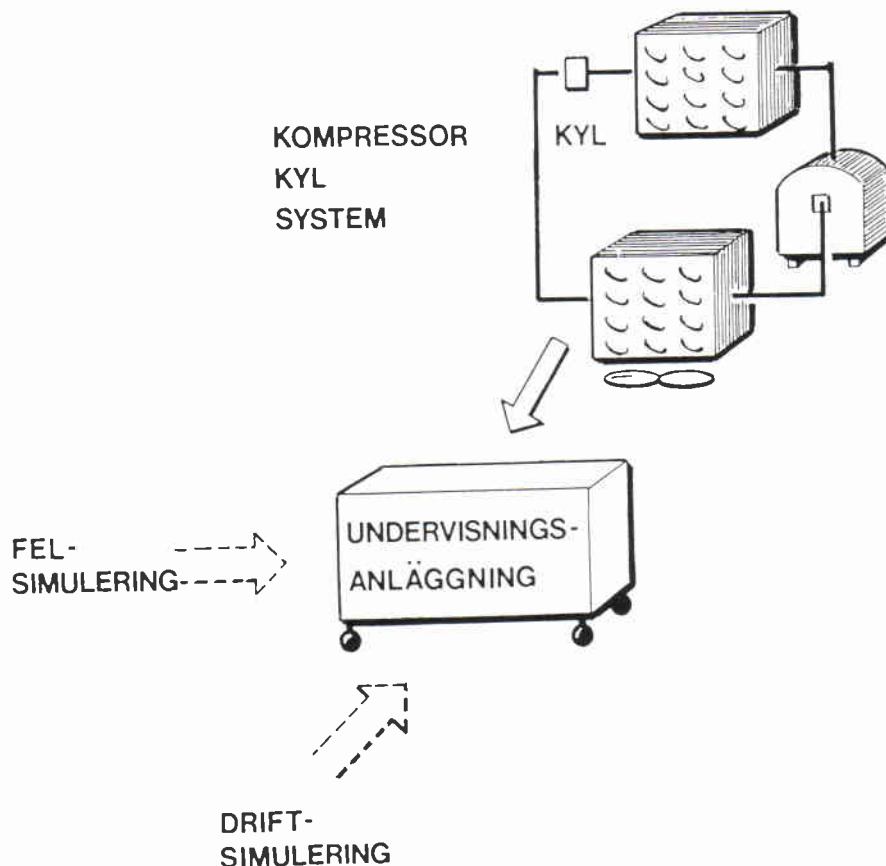 KOMPRESSOR
KYL
SYSTEM
KYL
UNDERVISNINGS-
ANLÄGGNING
FEL-
SIMULERING
DRIFT-
SIMULERING